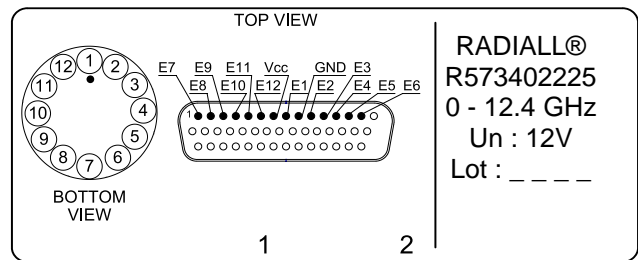 TOP VIEW
E7 E9 E11 Vcc GND E3
E8 E10 E12 E1 E2 E4 E5 E6
1
12 1 2
11 3
10 4
9 5
8 7 6
BOTTOM
VIEW
1 2
RADIALL®
R573402225
0 - 12.4 GHz
Un : 12V
Lot : _ _ _ _